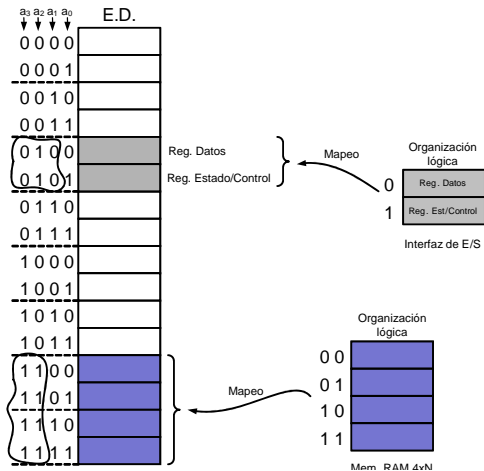 a3 a2 a1 a0 E.D.
0 0 0 0
0 0 0 1
0 0 1 0
0 0 1 1
0 1 0 0 Reg. Datos
0 1 0 1 Reg. Estado/Control
0 1 1 0
0 1 1 1
1 0 0 0
1 0 0 1
1 0 1 0
1 0 1 1
1 1 0 0
1 1 0 1
1 1 1 0
1 1 1 1
Mapeo
Organización
lógica
0 Reg. Datos
1 Reg. Est/Control
Interfaz de E/S
Mapeo
Organización
lógica
0 0
0 1
1 0
1 1
Mem. RAM 4xN